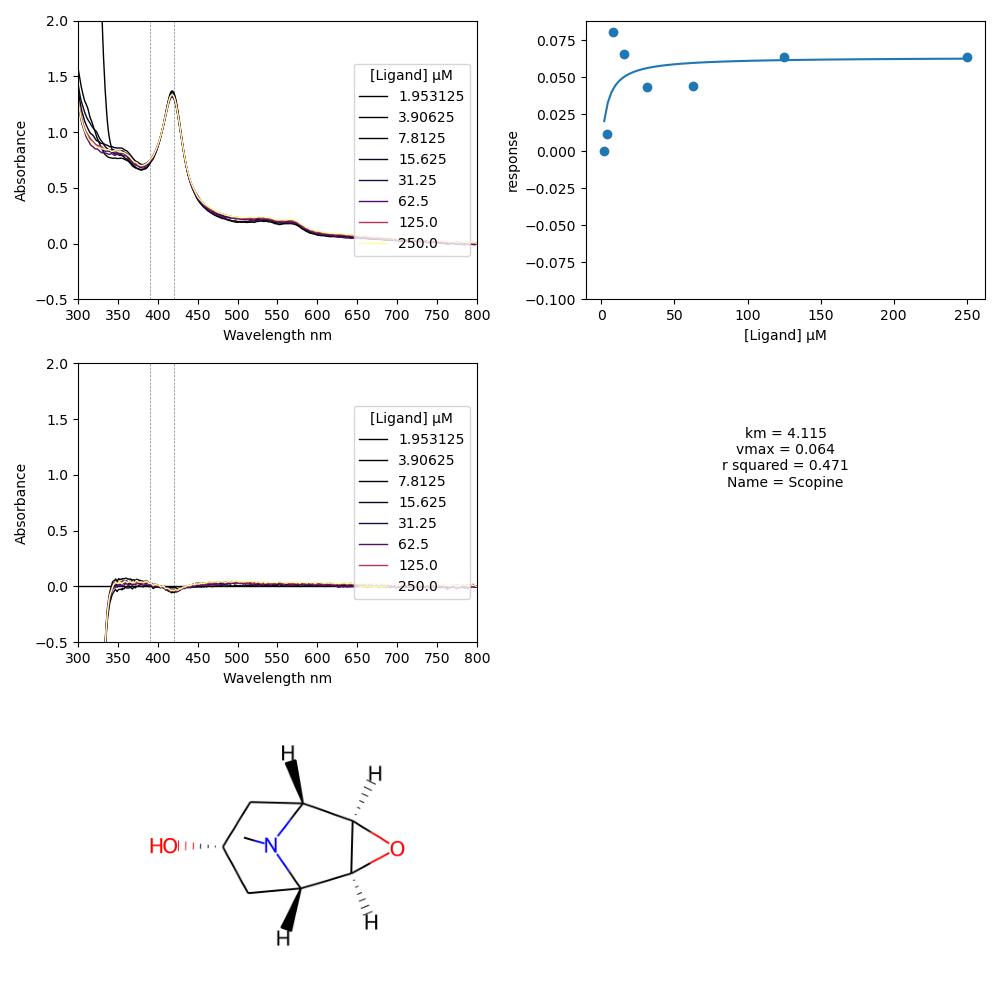 2.0
1.5
1.0
0.5
0.0
−0.5
Absorbance
300 350 400 450 500 550 600 650 700 750 800
Wavelength nm
[Ligand] μM
1.953125
3.90625
7.8125
15.625
31.25
62.5
125.0
250.0
0.075
0.050
0.025
0.000
−0.025
−0.050
−0.075
−0.100
response
0 50 100 150 200 250
[Ligand] μM
2.0
1.5
1.0
0.5
0.0
−0.5
Absorbance
300 350 400 450 500 550 600 650 700 750 800
Wavelength nm
[Ligand] μM
1.953125
3.90625
7.8125
15.625
31.25
62.5
125.0
250.0
km = 4.115
vmax = 0.064
r squared = 0.471
Name = Scopine
H
H
HO
N
O
H
H